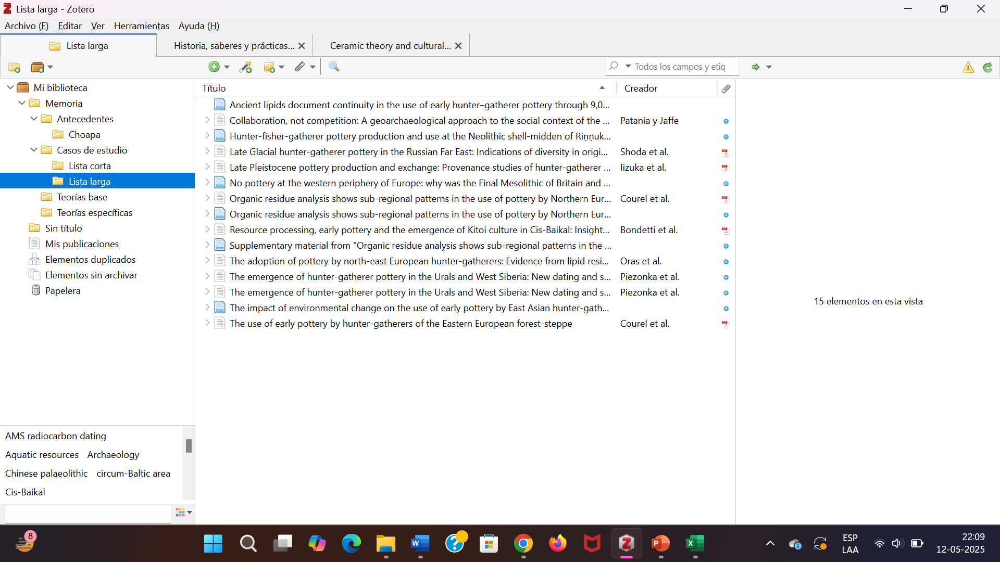 Lista larga - Zotero
Archivo (F) Editar Ver Herramientas Ayuda (H)
Lista larga
Historia, saberes y prácticas...
Ceramic theory and cultural...
Todos los campos y etiq
Mi biblioteca
Memoria
Antecedentes
Choapa
Casos de estudio
Lista corta
Lista larga
Teorías base
Teorías específicas
Sin título
Mis publicaciones
Elementos duplicados
Elementos sin archivar
Papelera
AMS radiocarbon dating
Aquatic resources Archaeology
Chinese palaeolithic circum-Baltic area
Cis-Baikal
Título Creador
Ancient lipids document continuity in the use of early hunter–gatherer pottery through 9,0...
Collaboration, not competition: A geoarchaeological approach to the social context of the ... Patania y Jaffe
Hunter-fisher-gatherer pottery production and use at the Neolithic shell-midden of Riņņuk...
Late Glacial hunter-gatherer pottery in the Russian Far East: Indications of diversity in origi... Shoda et al.
Late Pleistocene pottery production and exchange: Provenance studies of hunter-gatherer ... Iizuka et al.
No pottery at the western periphery of Europe: why was the Final Mesolithic of Britain and ...
Organic residue analysis shows sub-regional patterns in the use of pottery by Northern Eur... Courel et al.
Organic residue analysis shows sub-regional patterns in the use of pottery by Northern Eur...
Resource processing, early pottery and the emergence of Kitoi culture in Cis-Baikal: Insight... Bondetti et al.
Supplementary material from "Organic residue analysis shows sub-regional patterns in the ...
The adoption of pottery by north-east European hunter-gatherers: Evidence from lipid resi... Oras et al.
The emergence of hunter-gatherer pottery in the Urals and West Siberia: New dating and s... Piezonka et al.
The emergence of hunter-gatherer pottery in the Urals and West Siberia: New dating and s... Piezonka et al.
The impact of environmental change on the use of early pottery by East Asian hunter-gath...
The use of early pottery by hunter-gatherers of the Eastern European forest-steppe Courel et al.
15 elementos en esta vista
8
ESP
LAA
22:09
12-05-2025